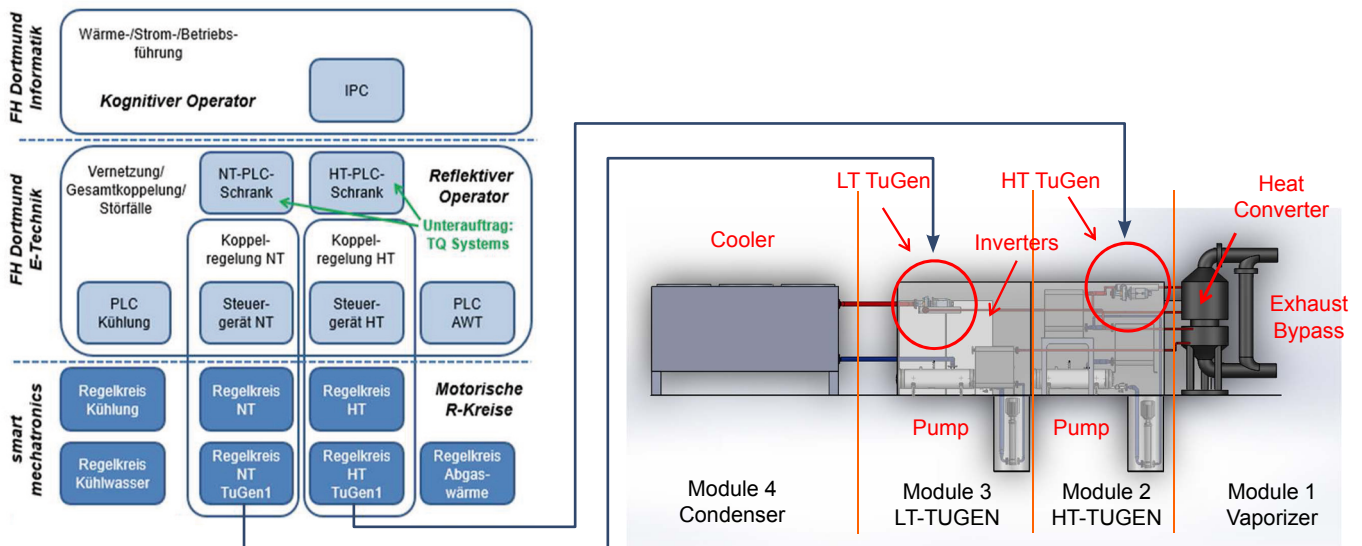 FH Dortmund
Informatik
Wärme-/Strom-/Betriebs-
führung
Kognitiver Operator
IPC
FH Dortmund
E-Technik
Vernetzung/
Gesamtkoppelung/
Störfälle
NT-PLC-
Schrank
HT-PLC-
Schrank
Reflektiver
Operator
Unterauftrag:
TQ Systems
Koppel-
regelung NT
Koppel-
regelung HT
PLC
Kühlung
Steuer-
gerät NT
Steuer-
gerät HT
PLC
AWT
smart
mechatronics
Regelkreis
Kühlung
Regelkreis
NT
Regelkreis
HT
Motorische
R-Kreise
Regelkreis
Kühlwasser
Regelkreis
NT
TuGen1
Regelkreis
HT
TuGen1
Regelkreis
Abgas-
wärme
LT TuGen
HT TuGen
Heat
Converter
Cooler
Inverters
Exhaust
Bypass
Pump
Pump
Module 4
Condenser
Module 3
LT-TUGEN
Module 2
HT-TUGEN
Module 1
Vaporizer